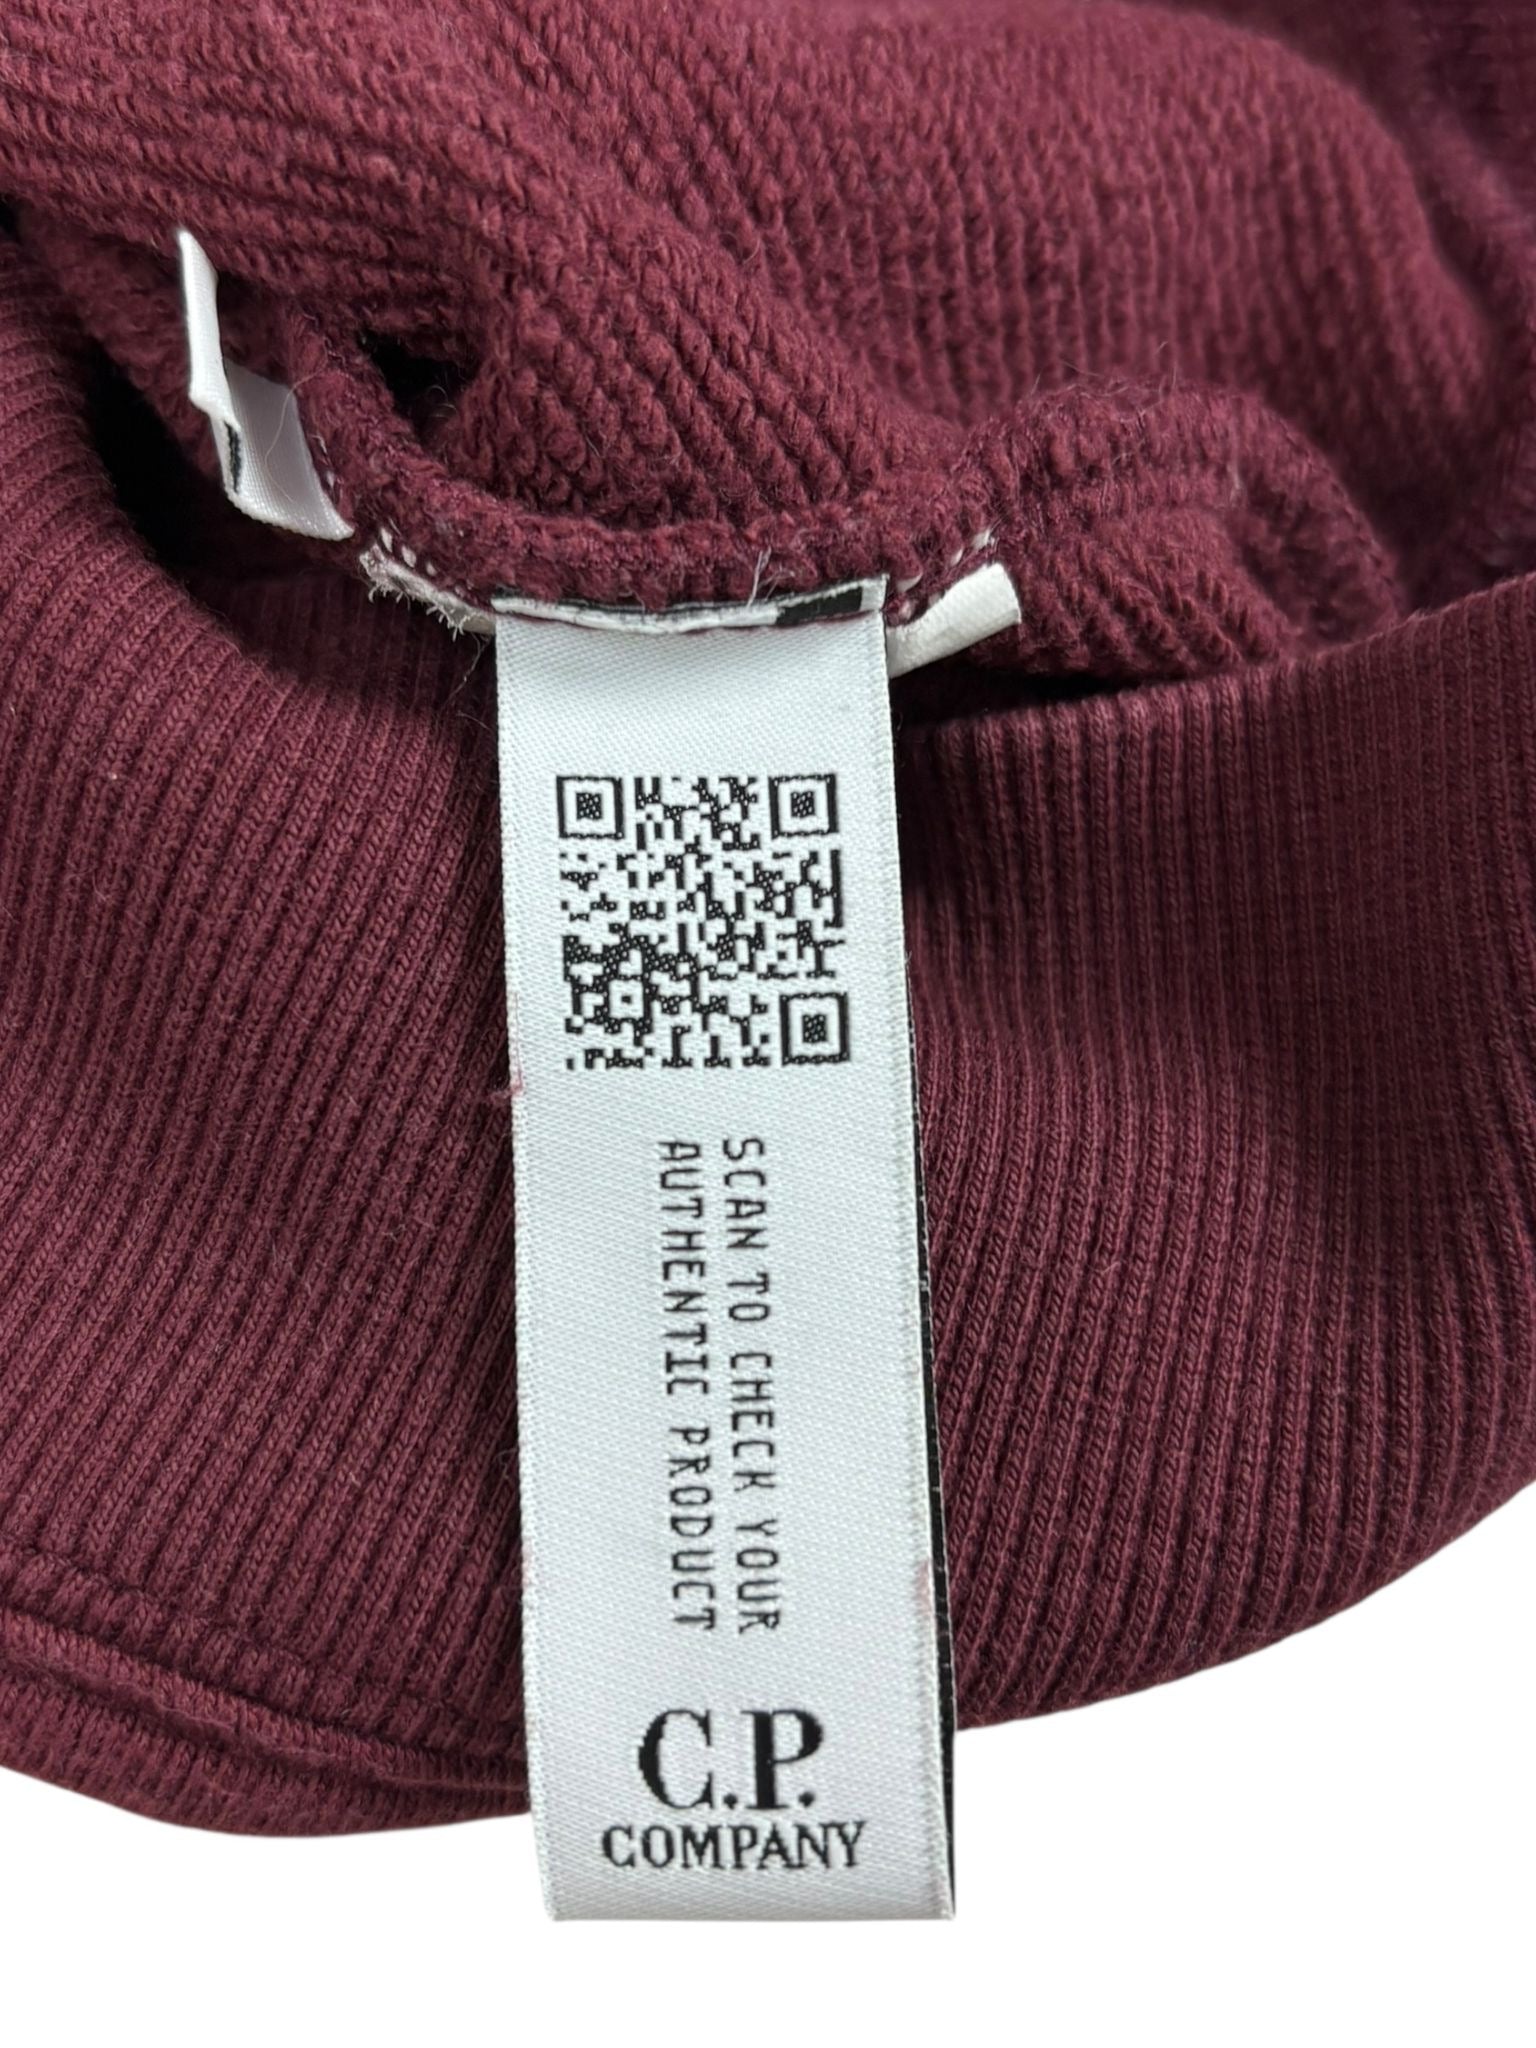 SCAN TO CHECK YOUR
AUTHENTIC PRODUCT
C.P.
COMPANY